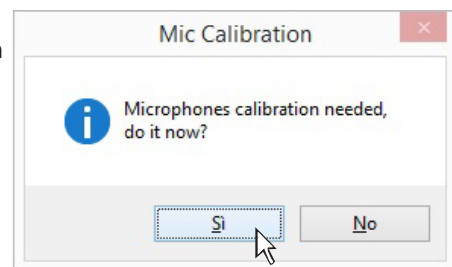 Mic Calibration
n
Microphones calibration needed,
do it now?
Sì
No